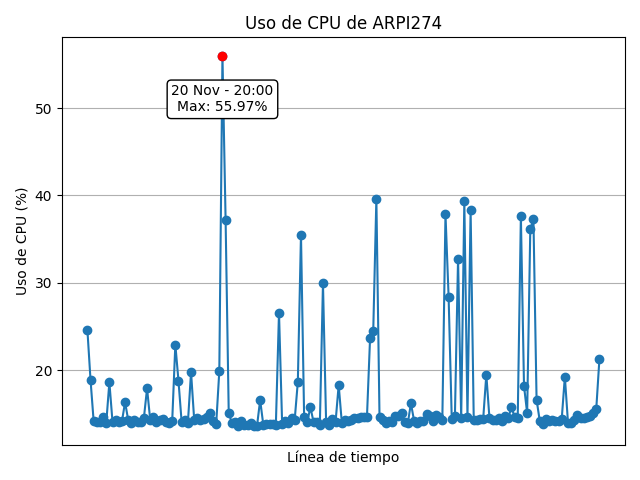 Uso de CPU de ARPI274
20 Nov - 20:00
Max: 55.97%
50
40
30
20
Uso de CPU (%)
Línea de tiempo